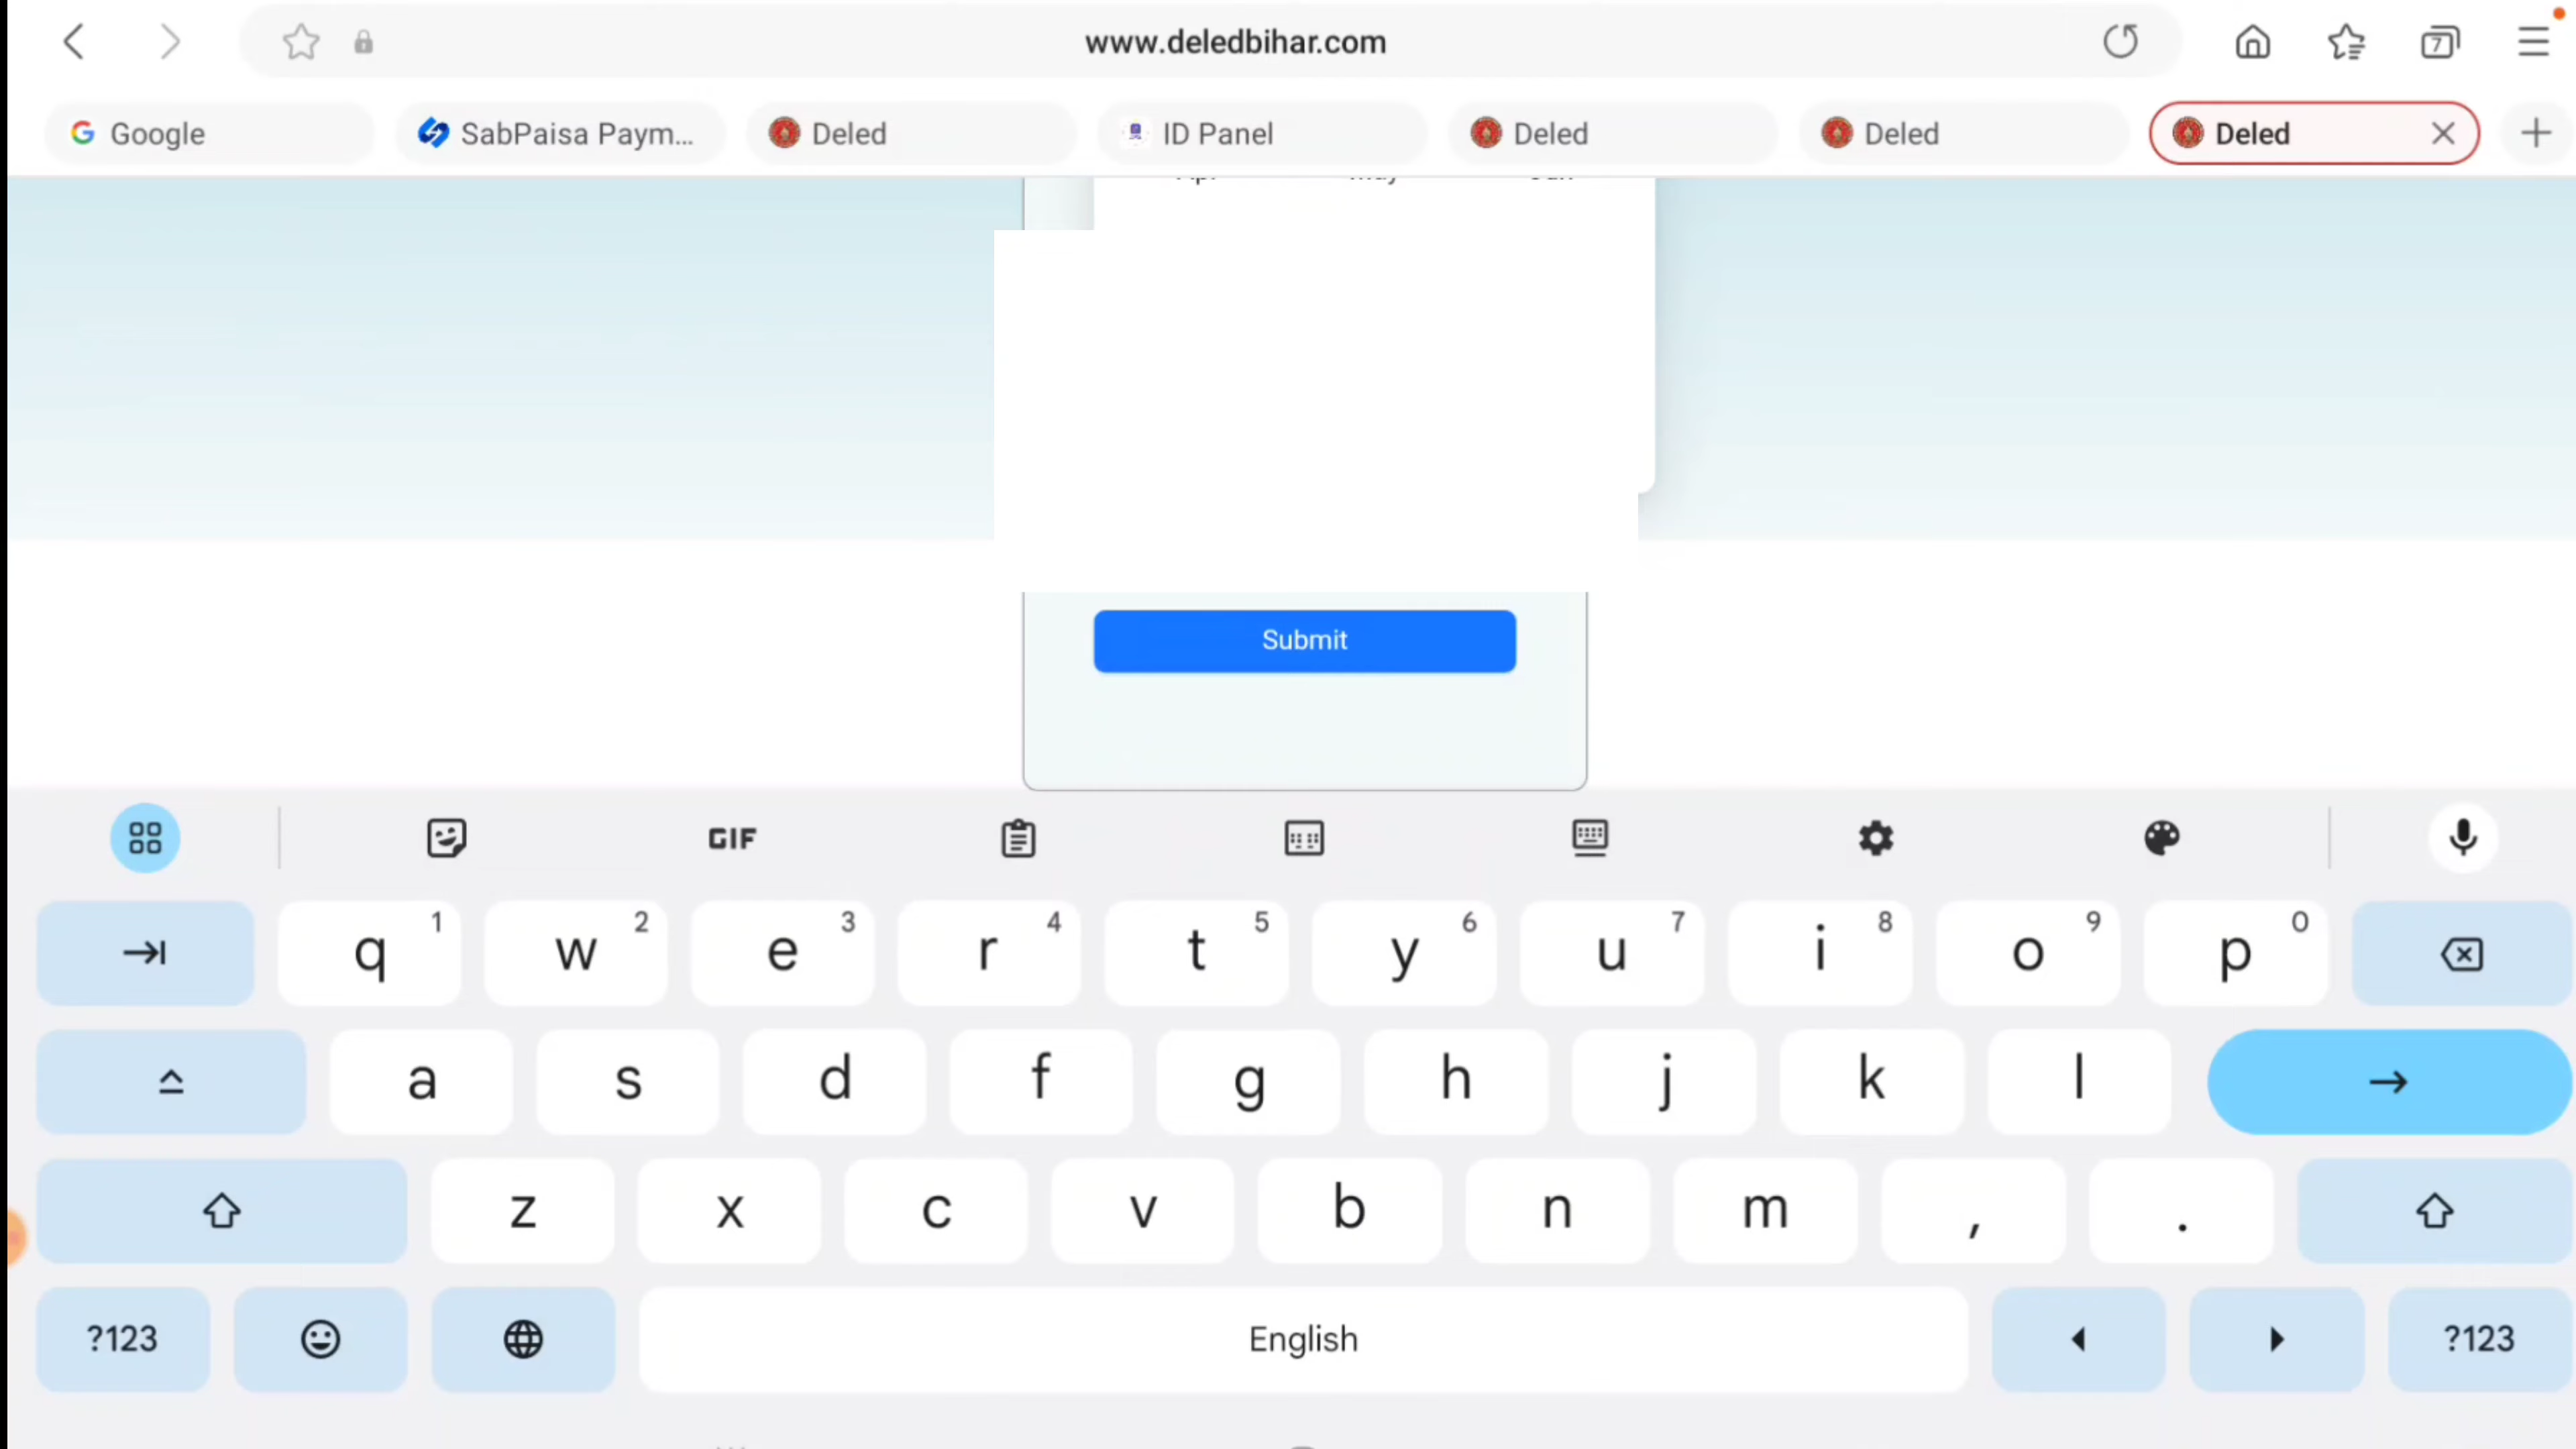 www.deledbihar.com
7
Google
SabPaisa Paym...
Deled
ID Panel
Deled
Deled
Deled
Submit
GIF
q 1 w 2 e 3 r 4 t 5 y 6 u 7 i 8 o 9 p 0
a s d f g h j k l
z x c v b n m , .
?123
English
?123